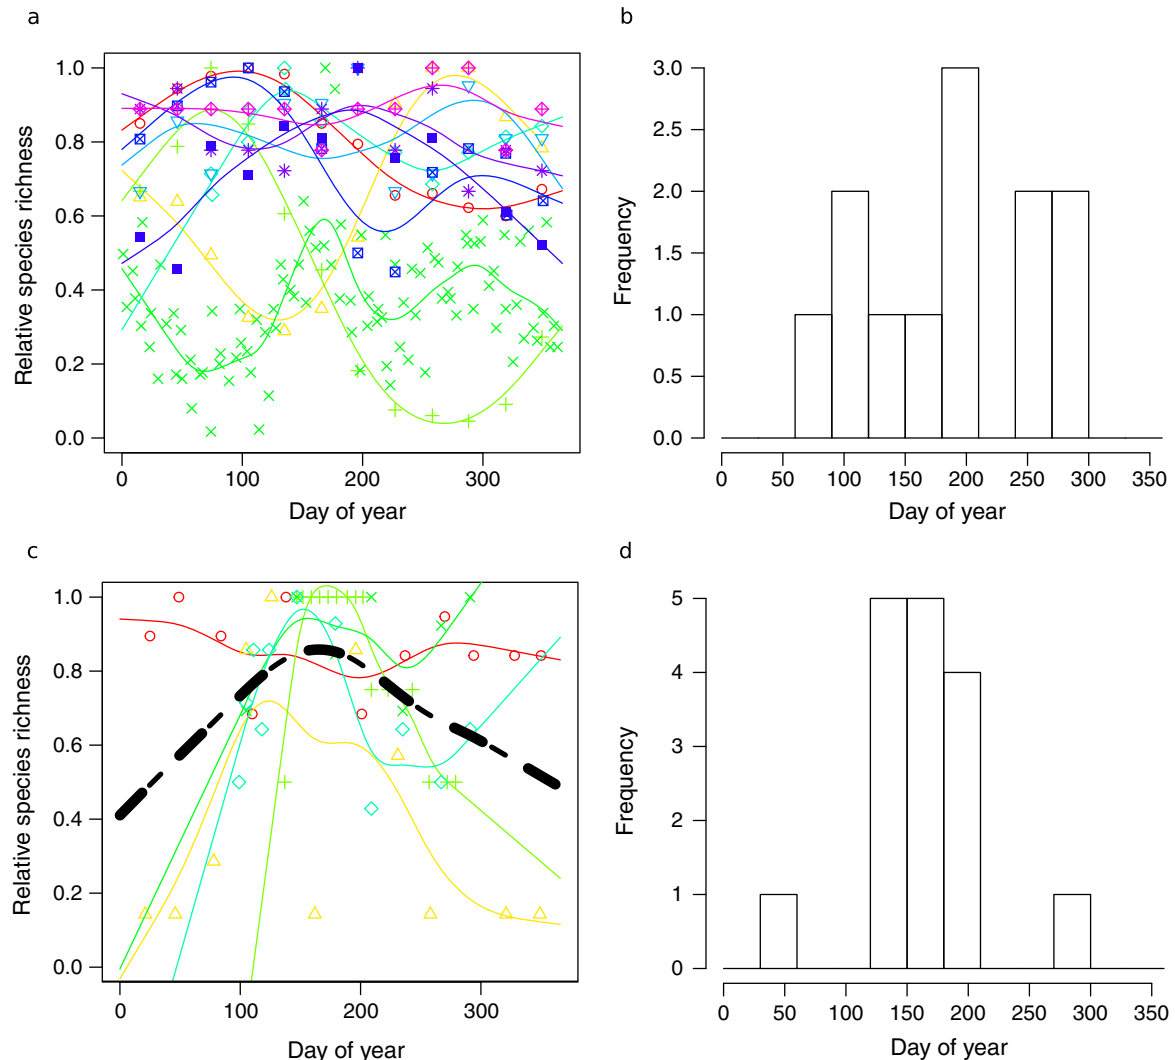 a
b
Relative species richness
1.0
0.8
0.6
0.4
0.2
0.0
0 100 200 300
Day of year
Frequency
3.0
2.5
2.0
1.5
1.0
0.5
0.0
0 50 100 150 200 250 300 350
Day of year
c
d
Relative species richness
1.0
0.8
0.6
0.4
0.2
0.0
0 100 200 300
Day of year
Frequency
5
4
3
2
1
0
0 50 100 150 200 250 300 350
Day of year